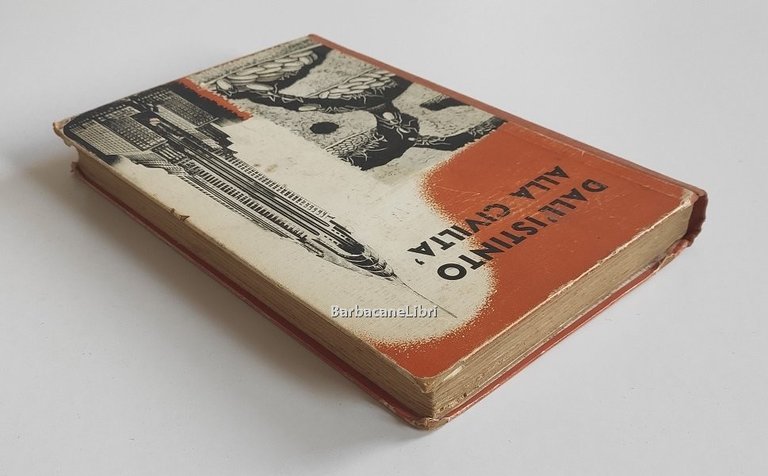 DALL'ISTINTO
ALLA CIVILTA'
BarbacaneLibri